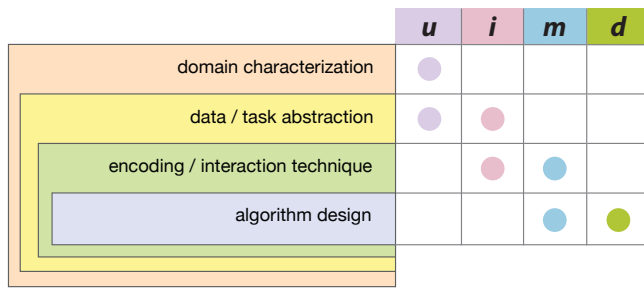 u i m d
domain characterization
data / task abstraction
encoding / interaction technique
algorithm design